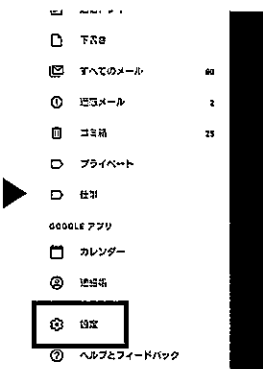 下書き
すべてのメール 60
迷惑メール 2
ゴミ箱 25
プライベート
仕事
GOOGLE アプリ
カレンダー
連絡帳
設定
ヘルプとフィードバック